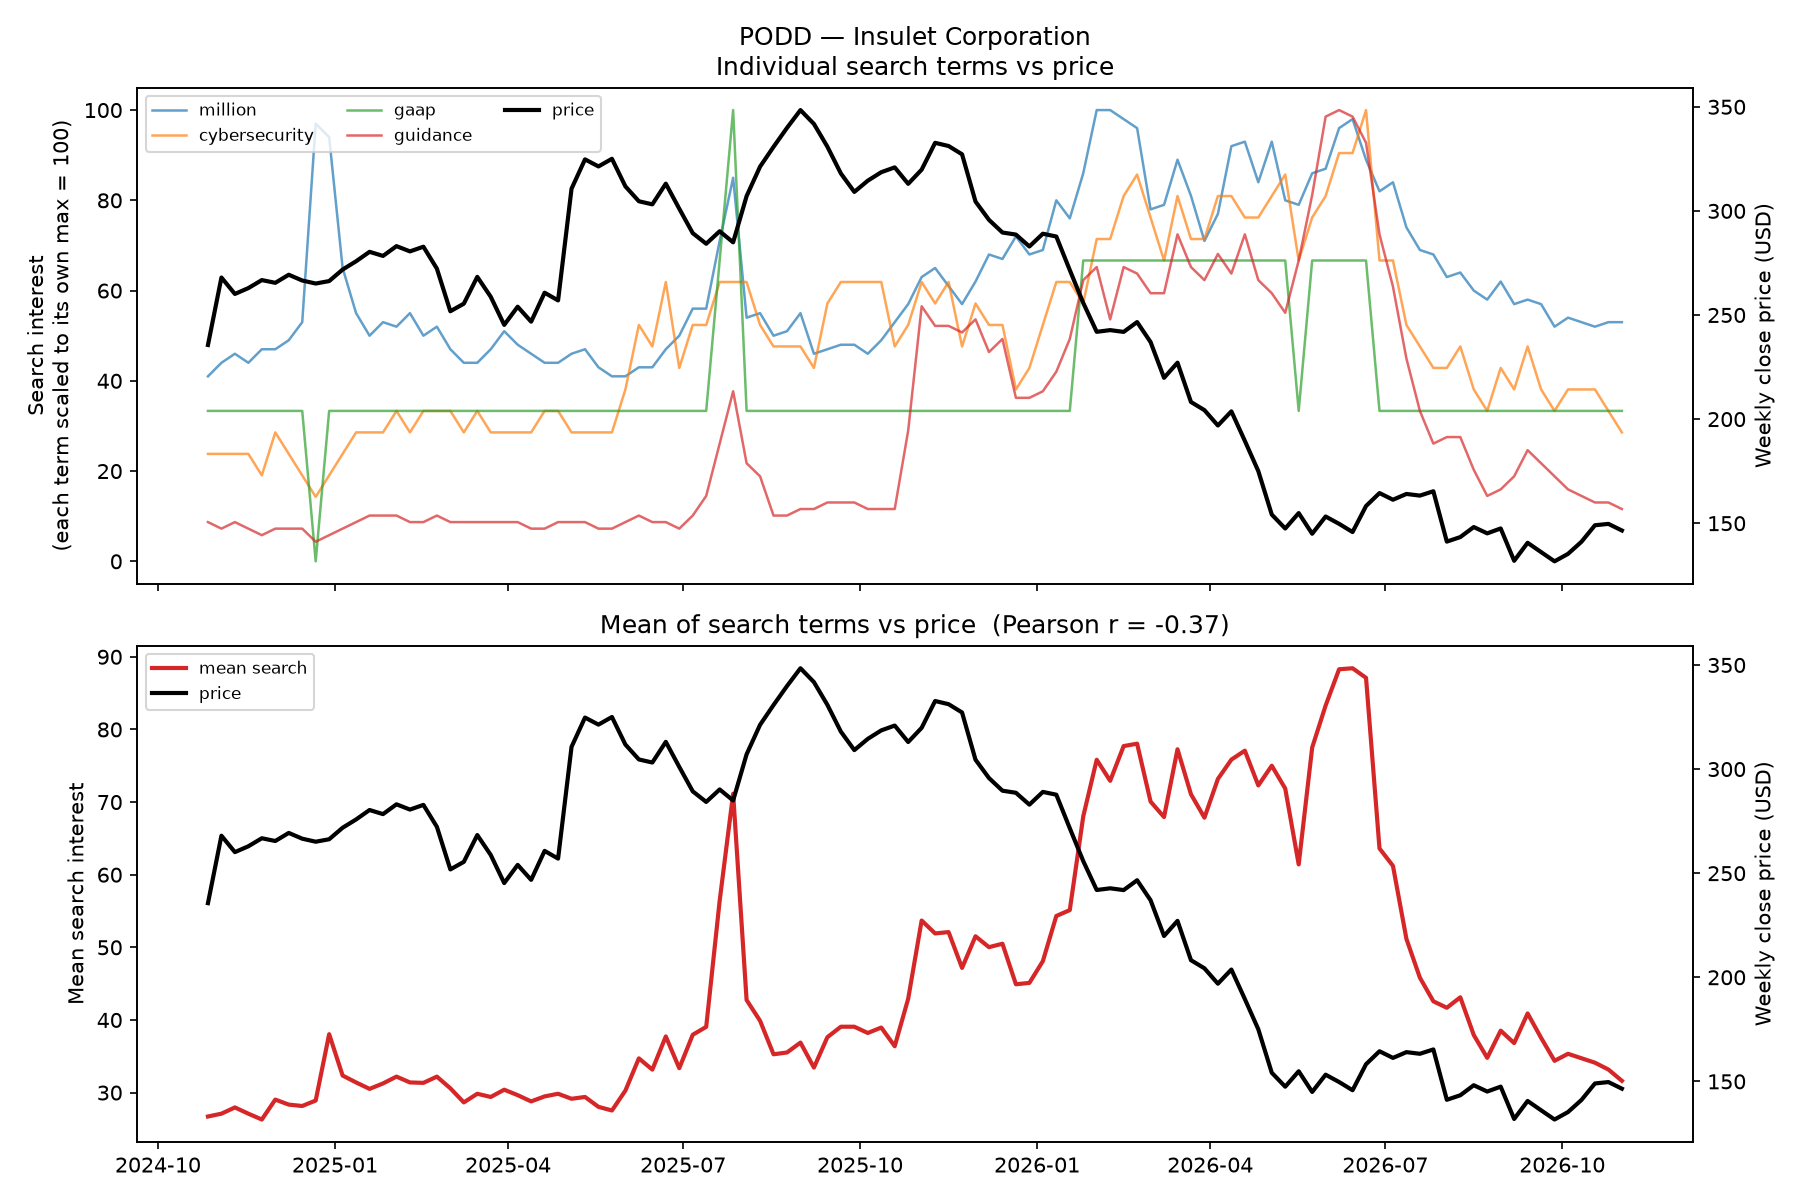 PODD — Insulet Corporation
Individual search terms vs price
million
cybersecurity
gaap
guidance
price
Search interest
(each term scaled to its own max = 100)
100
80
60
40
20
0
350
300
250
200
150
Weekly close price (USD)
Mean of search terms vs price  (Pearson r = -0.37)
mean search
price
Mean search interest
90
80
70
60
50
40
30
350
300
250
200
150
Weekly close price (USD)
2024-10
2025-01
2025-04
2025-07
2025-10
2026-01
2026-04
2026-07
2026-10